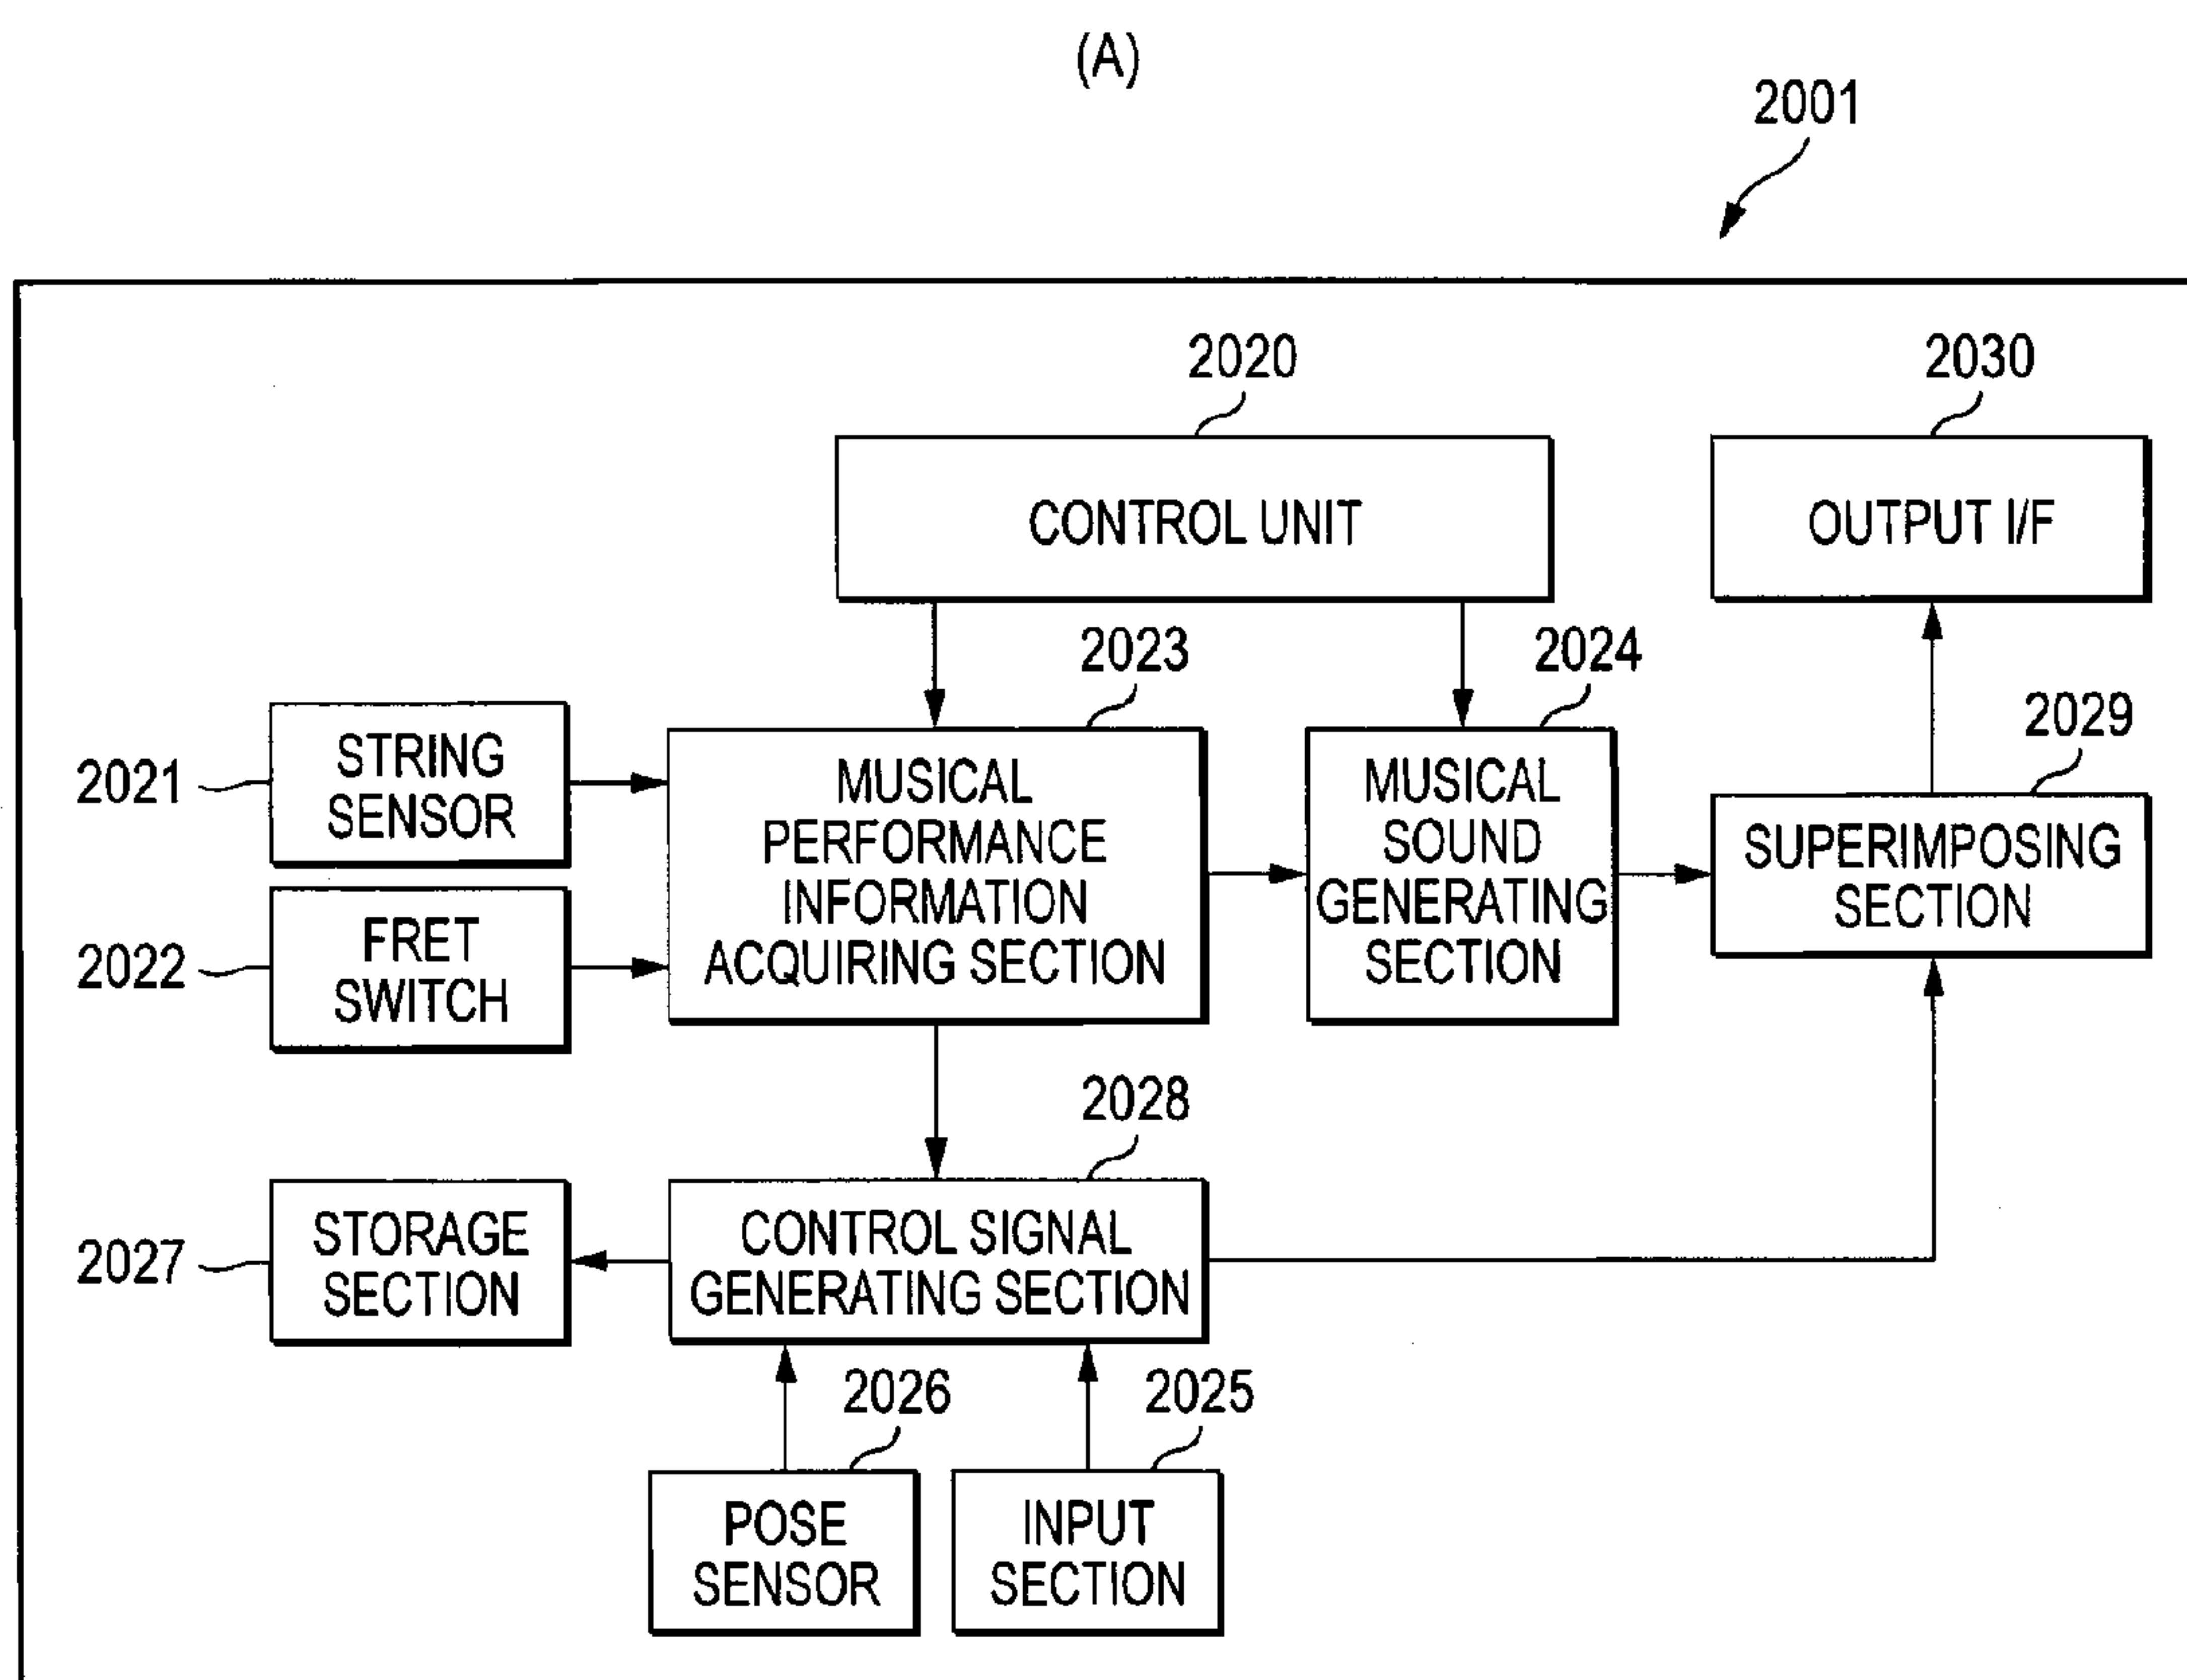 (A)
2001
2020
2030
CONTROL UNIT
OUTPUT I/F
2023
2024
2029
2021
STRING
SENSOR
MUSICAL
PERFORMANCE
INFORMATION
ACQUIRING SECTION
MUSICAL
SOUND
GENERATING
SECTION
SUPERIMPOSING
SECTION
2022
FRET
SWITCH
2028
2027
STORAGE
SECTION
CONTROL SIGNAL
GENERATING SECTION
2026
2025
POSE
SENSOR
INPUT
SECTION